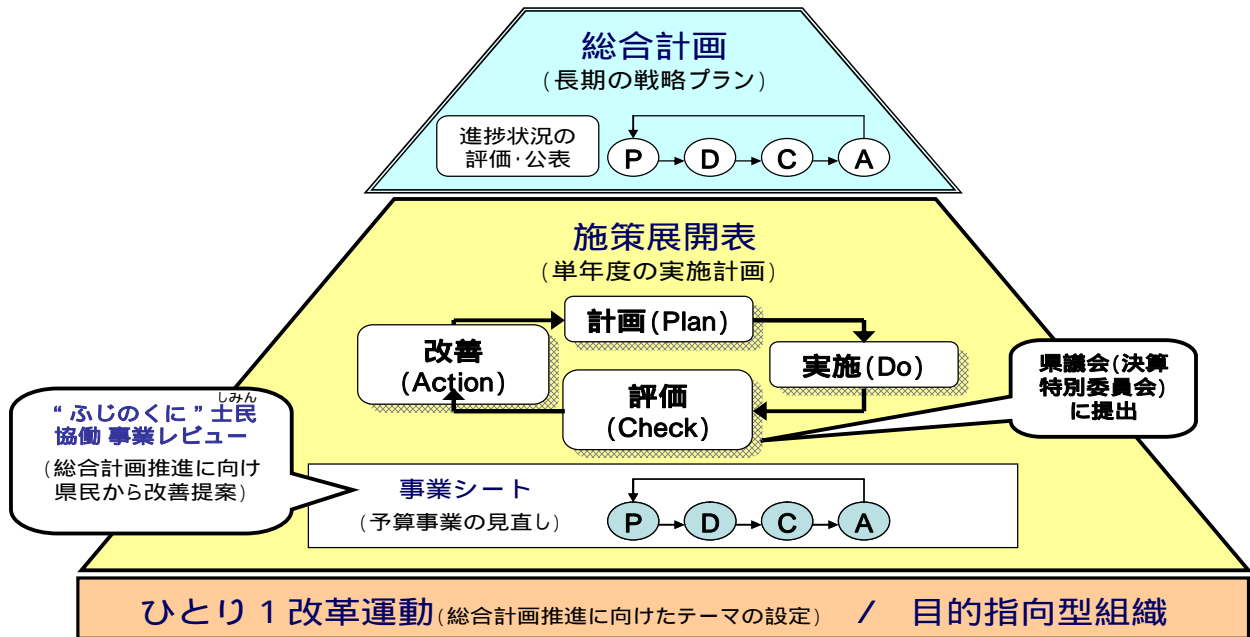 総合計画
(長期の戦略プラン)
進捗状況の
評価・公表
P D C A
施策展開表
(単年度の実施計画)
計画(Plan)
改善
(Action)
実施(Do)
評価
(Check)
県議会(決算
特別委員会)
に提出
しみん
“ふじのくに”士民
協働 事業レビュー
(総合計画推進に向け
県民から改善提案)
事業シート
(予算事業の見直し)
P D C A
ひとり1改革運動(総合計画推進に向けたテーマの設定) / 目的指向型組織